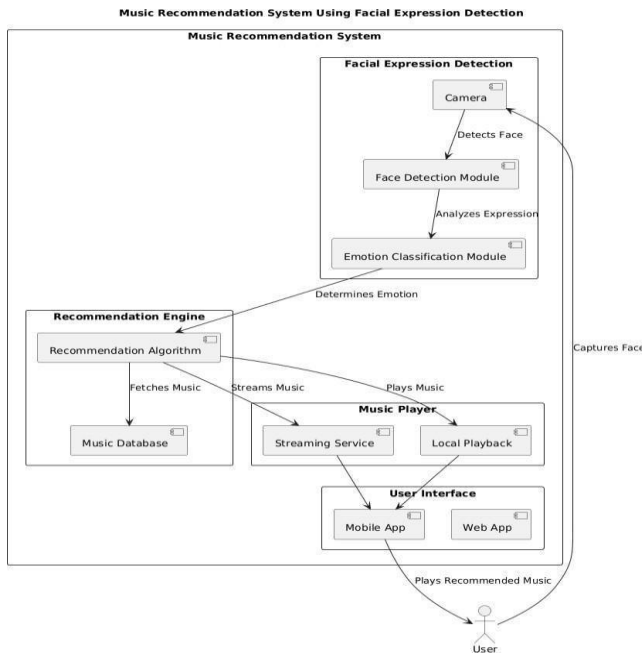 Music Recommendation System Using Facial Expression Detection
Music Recommendation System
Facial Expression Detection
Camera
Detects Face
Face Detection Module
Analyzes Expression
Emotion Classification Module
Determines Emotion
Recommendation Engine
Recommendation Algorithm
Captures Face
Fetches Music
Streams Music
Plays Music
Music Player
Music Database
Streaming Service
Local Playback
User Interface
Mobile App
Web App
Plays Recommended Music
User